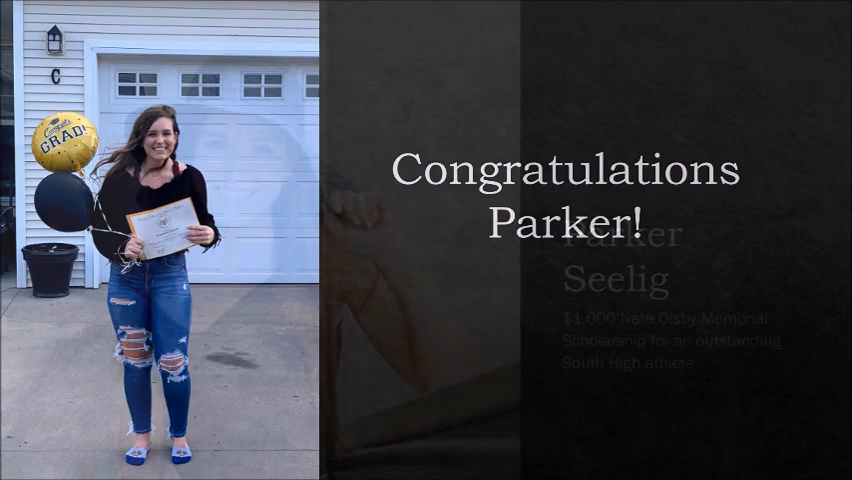 C
Congrats
GRAD!
Congratulations
Parker!
Parker
Seelig
$1,000 Nate Olsby Memorial
Scholarship for an outstanding
South High athlete